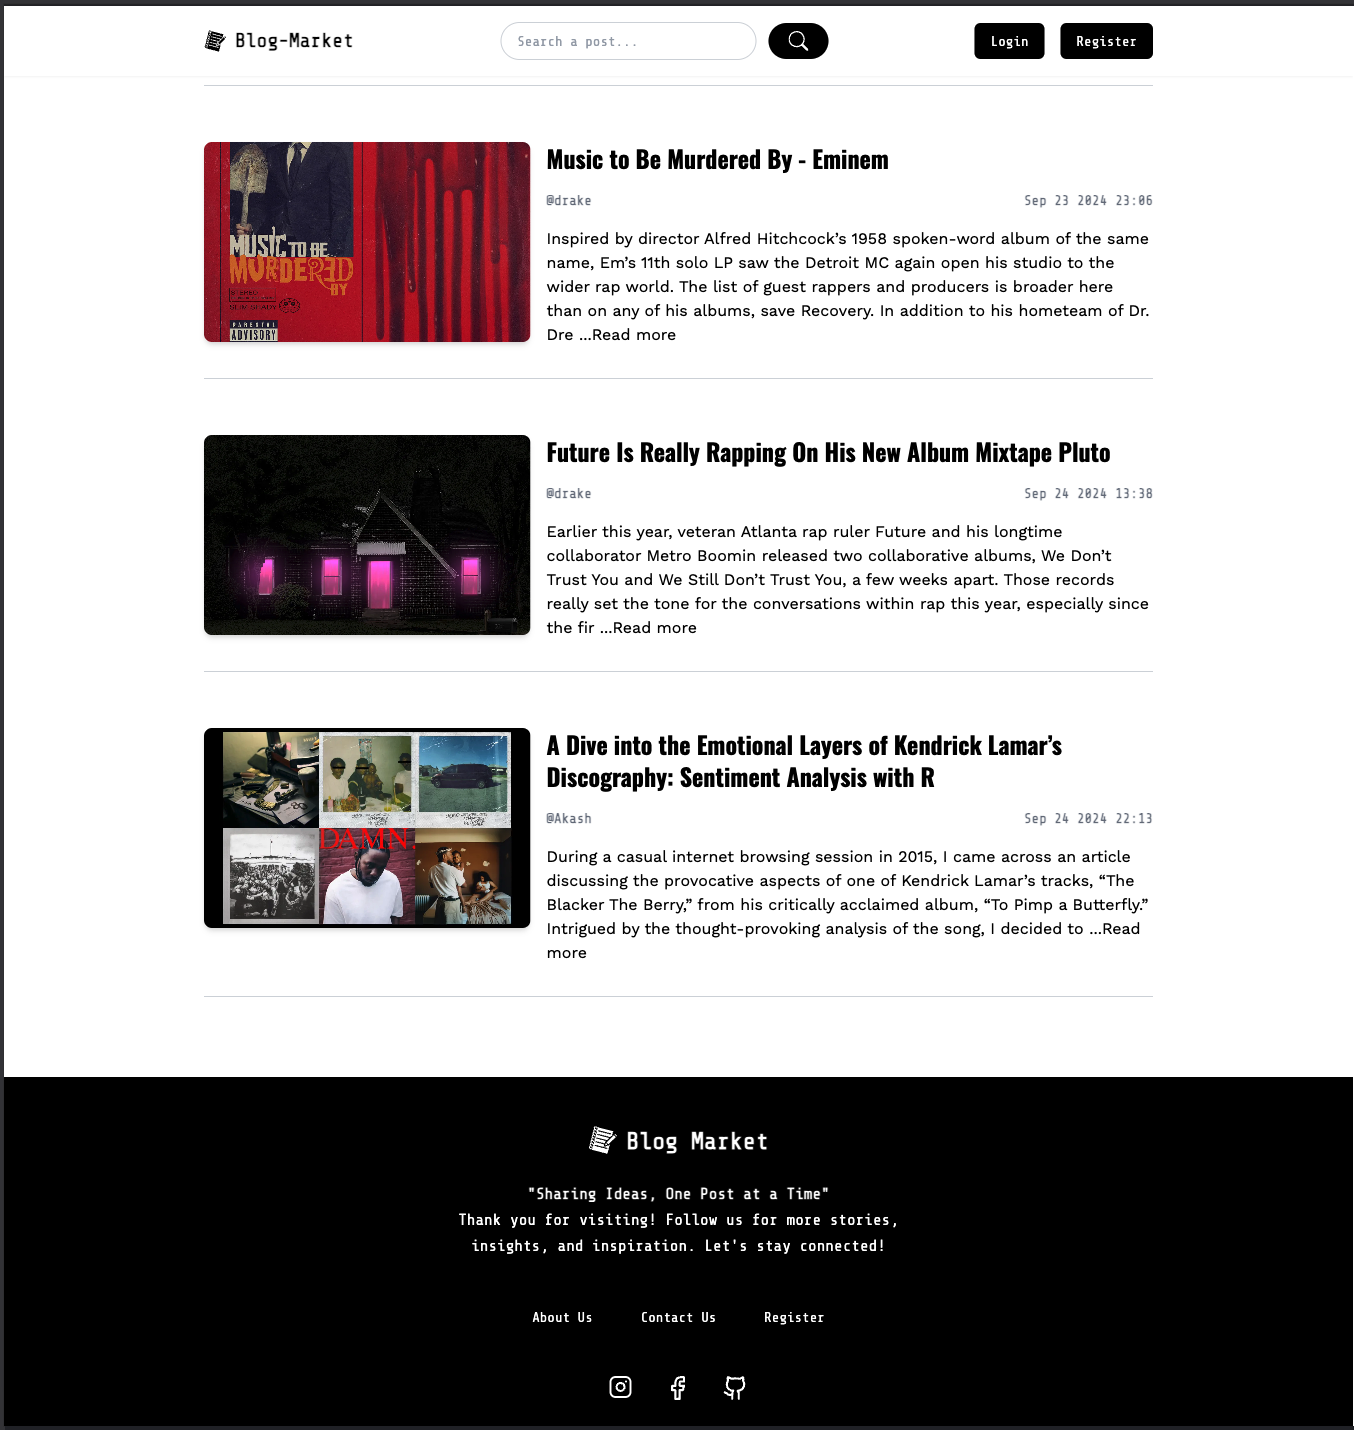 Blog-Market
Search a post...
Login
Register
MUSIC TO BE
MURDERED
BY
PARENTAL
ADVISORY
Music to Be Murdered By - Eminem
@drake
Sep 23 2024 23:06
Inspired by director Alfred Hitchcock’s 1958 spoken-word album of the same
name, Em’s 11th solo LP saw the Detroit MC again open his studio to the
wider rap world. The list of guest rappers and producers is broader here
than on any of his albums, save Recovery. In addition to his hometeam of Dr.
Dre ...Read more
Future Is Really Rapping On His New Album Mixtape Pluto
@drake
Sep 24 2024 13:38
Earlier this year, veteran Atlanta rap ruler Future and his longtime
collaborator Metro Boomin released two collaborative albums, We Don’t
Trust You and We Still Don’t Trust You, a few weeks apart. Those records
really set the tone for the conversations within rap this year, especially since
the fir ...Read more
DAMN.
A Dive into the Emotional Layers of Kendrick Lamar’s
Discography: Sentiment Analysis with R
@Akash
Sep 24 2024 22:13
During a casual internet browsing session in 2015, I came across an article
discussing the provocative aspects of one of Kendrick Lamar’s tracks, “The
Blacker The Berry,” from his critically acclaimed album, “To Pimp a Butterfly.”
Intrigued by the thought-provoking analysis of the song, I decided to ...Read
more
Blog Market
"Sharing Ideas, One Post at a Time"
Thank you for visiting! Follow us for more stories,
insights, and inspiration. Let's stay connected!
About Us
Contact Us
Register